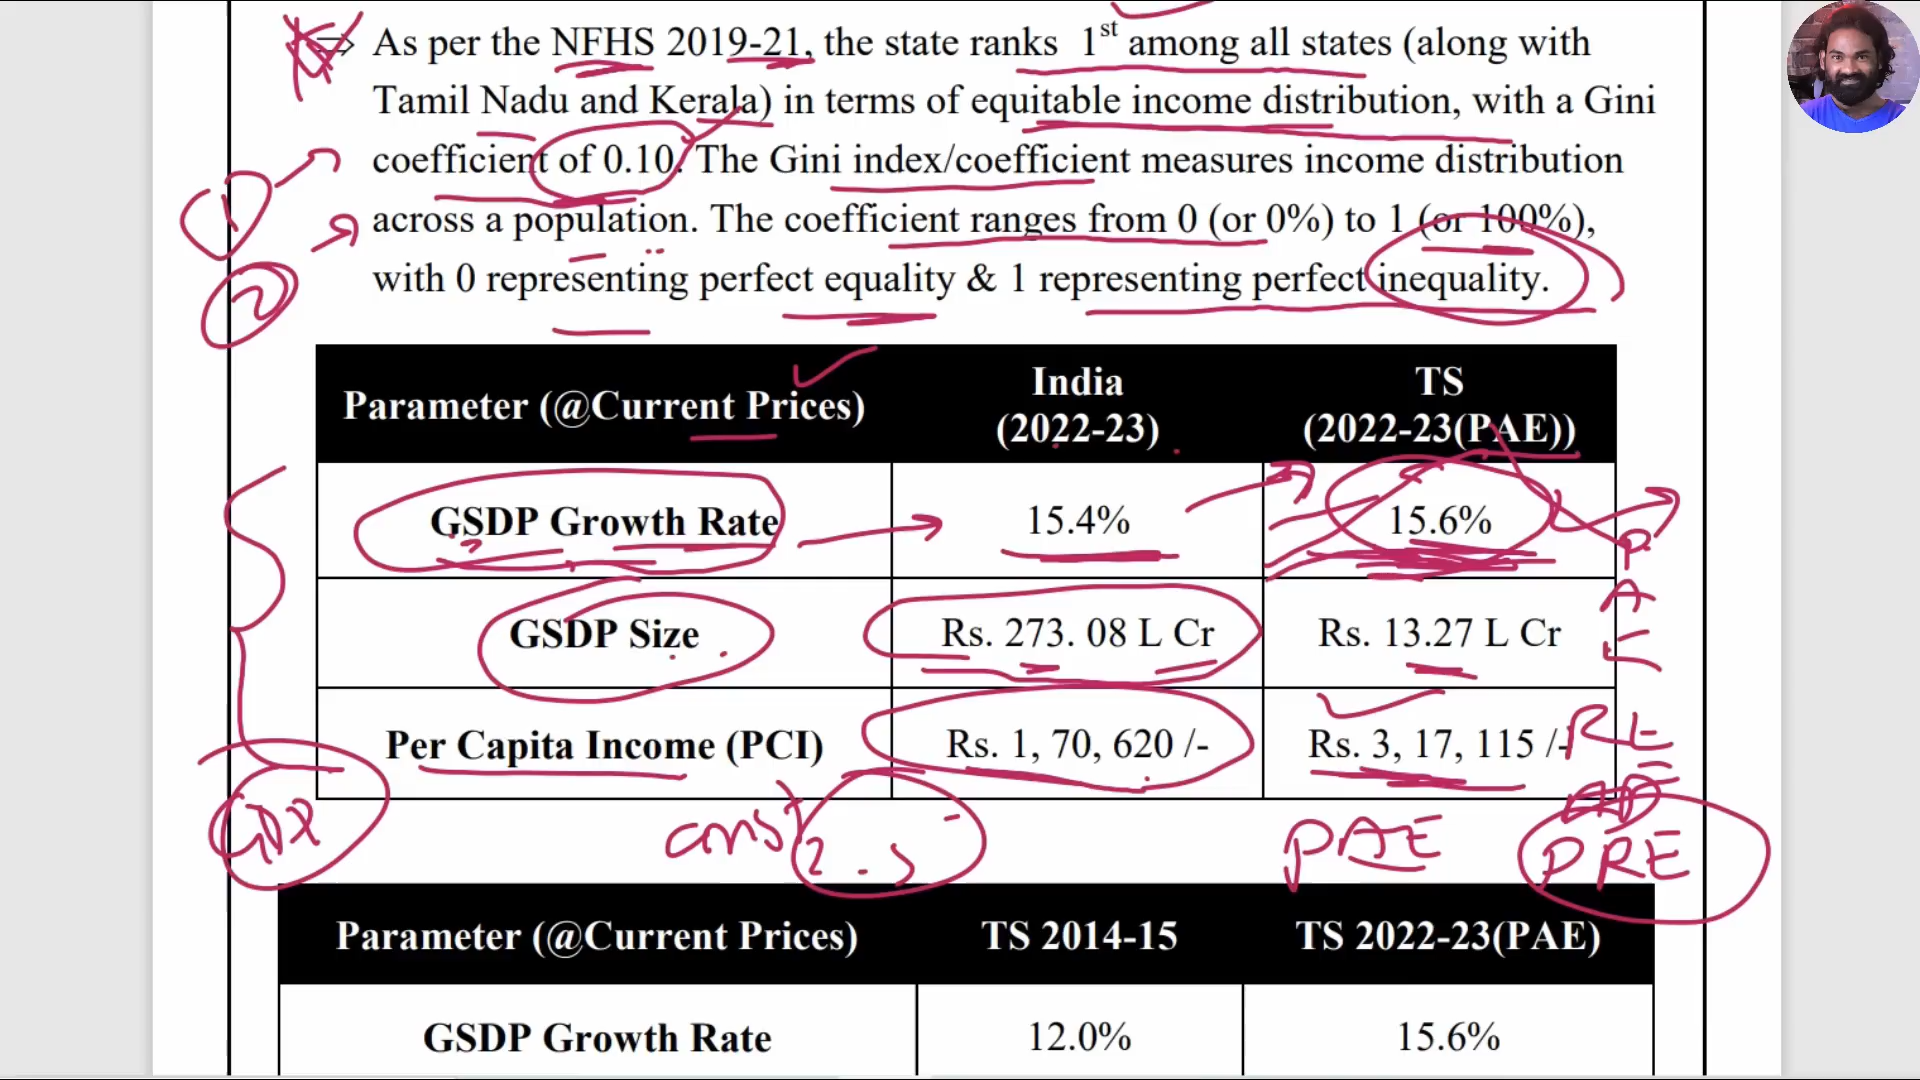 ⇒ As per the NFHS 2019-21, the state ranks 1st among all states (along with
Tamil Nadu and Kerala) in terms of equitable income distribution, with a Gini
coefficient of 0.10. The Gini index/coefficient measures income distribution
across a population. The coefficient ranges from 0 (or 0%) to 1 (or 100%),
with 0 representing perfect equality & 1 representing perfect inequality.
1
2
Parameter (@Current Prices) India (2022-23) TS (2022-23(PAE))
GSDP Growth Rate 15.4% 15.6%
GSDP Size Rs. 273. 08 L Cr Rs. 13.27 L Cr
Per Capita Income (PCI) Rs. 1, 70, 620 /- Rs. 3, 17, 115 /-
P
A
E
RE
const
PAE
PRE
Parameter (@Current Prices) TS 2014-15 TS 2022-23(PAE)
GSDP Growth Rate 12.0% 15.6%